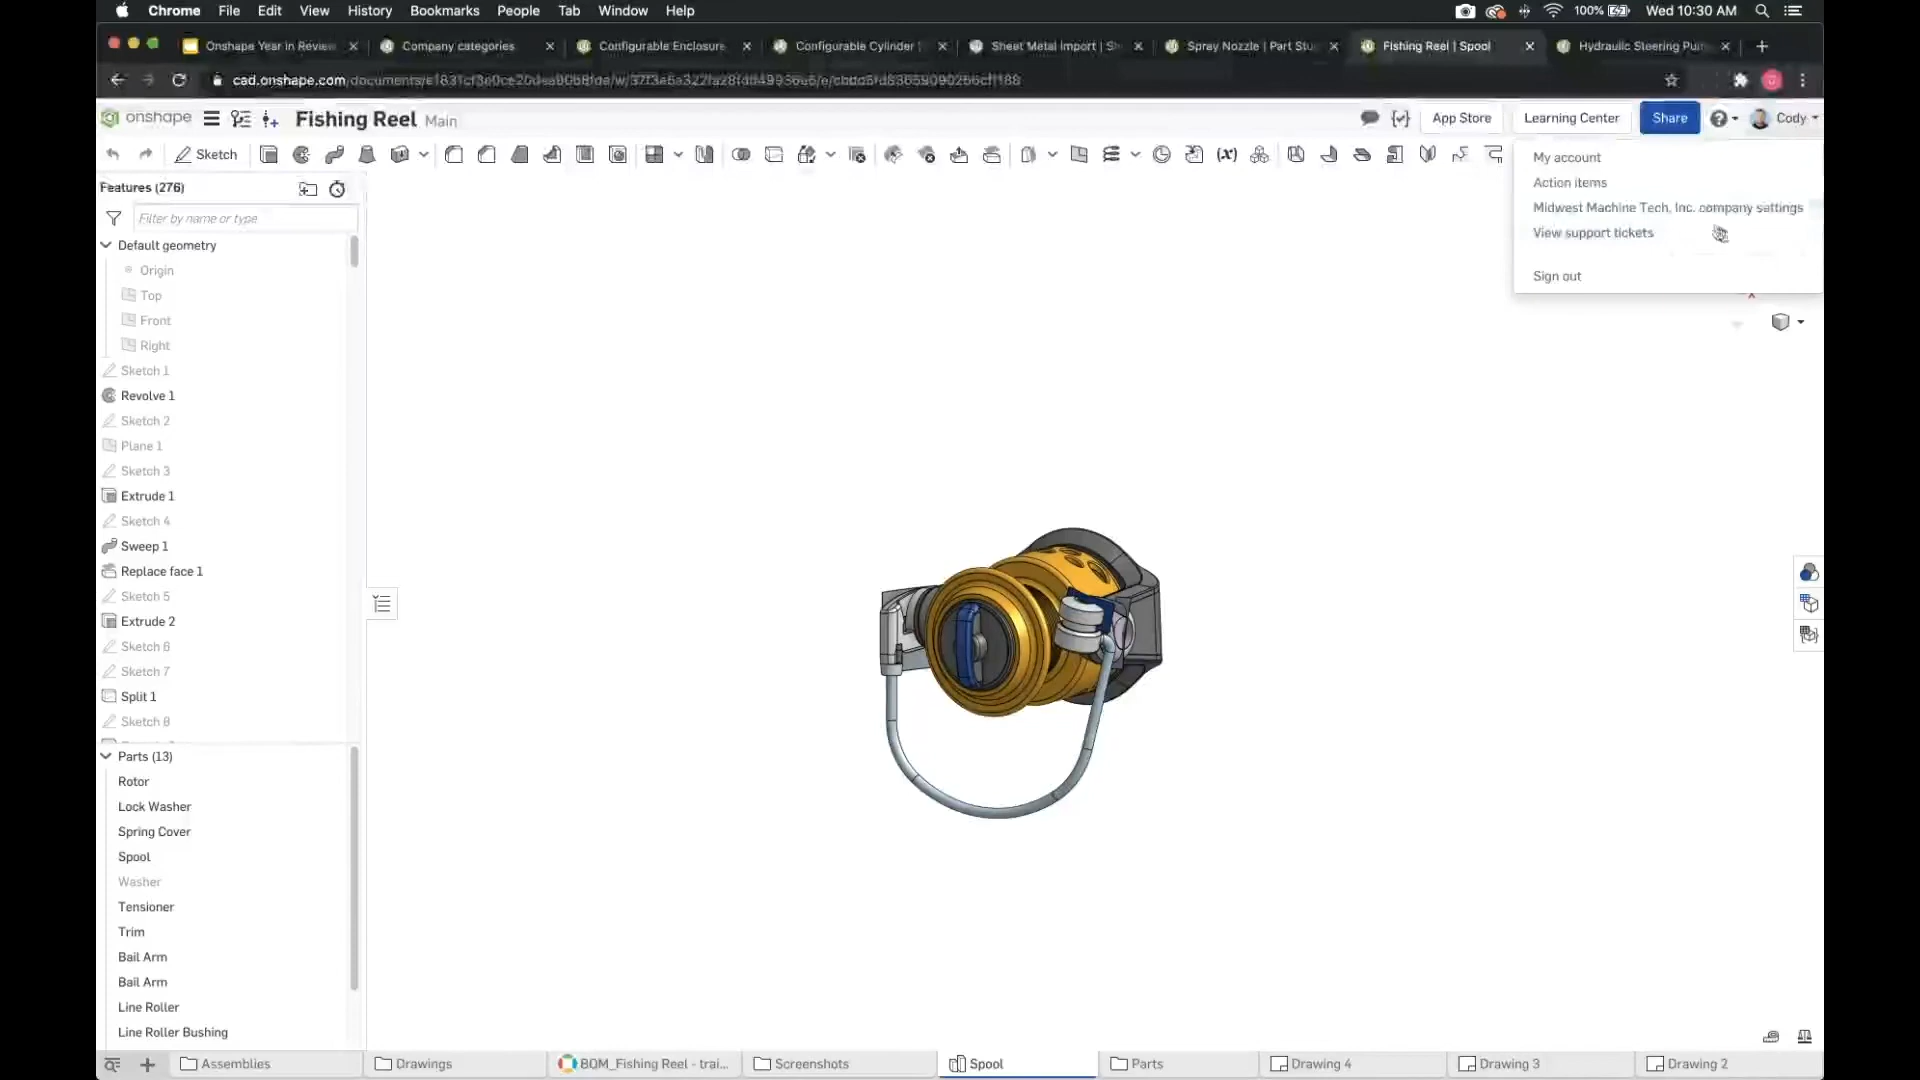 Chrome File Edit View History Bookmarks People Tab Window Help 100% Wed 10:30 AM
Onshape Year in Review Company categories Configurable Enclosure Configurable Cylinder Sheet Metal Import | S Spray Nozzle | Part Stu Fishing Reel | Spool Hydraulic Steering Pum
onshape Fishing Reel Main App Store Learning Center Share Cody
Sketch
My account
Action items
Midwest Machine Tech, Inc. company settings
View support tickets
Sign out
Features (276)
Filter by name or type
Default geometry
Origin
Top
Front
Right
Sketch 1
Revolve 1
Sketch 2
Plane 1
Sketch 3
Extrude 1
Sketch 4
Sweep 1
Replace face 1
Sketch 5
Extrude 2
Sketch 6
Sketch 7
Split 1
Sketch 8
Parts (13)
Rotor
Lock Washer
Spring Cover
Spool
Washer
Tensioner
Trim
Bail Arm
Bail Arm
Line Roller
Line Roller Bushing
Assemblies Drawings BOM_Fishing Reel - trai... Screenshots Spool Parts Drawing 4 Drawing 3 Drawing 2